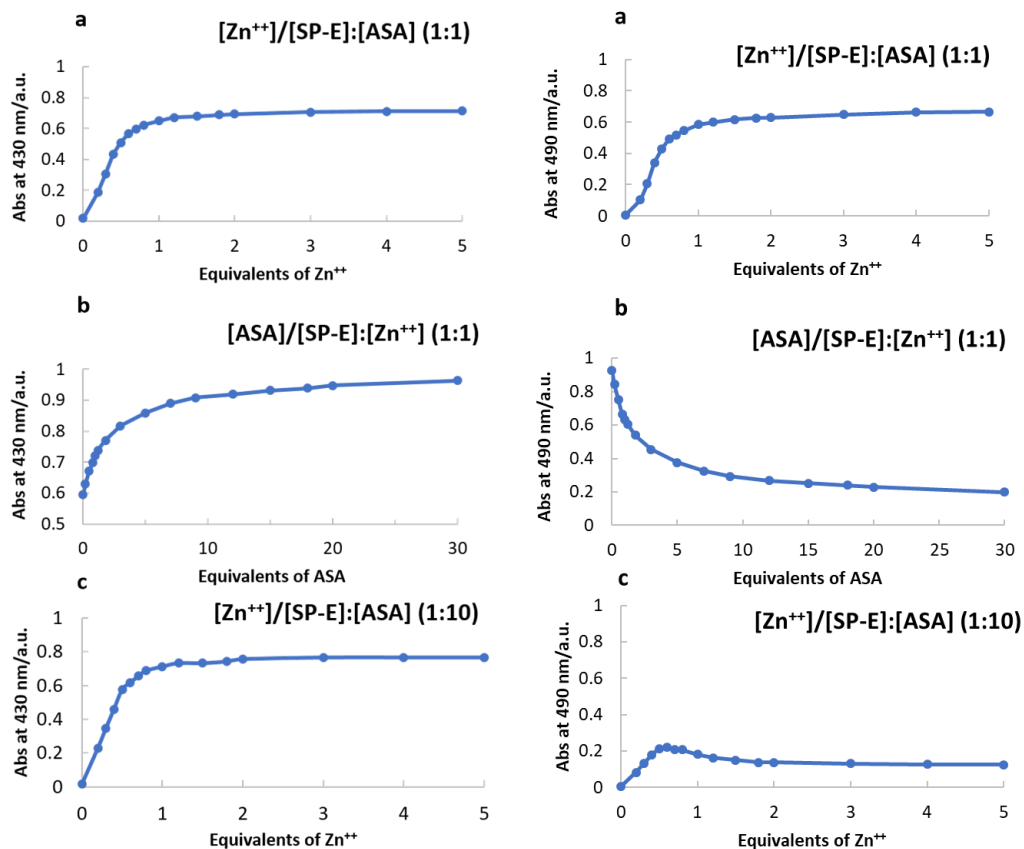 a
[Zn⁺⁺]/[SP-E]:[ASA] (1:1)
Abs at 430 nm/a.u.
1
0.8
0.6
0.4
0.2
0
0 1 2 3 4 5
Equivalents of Zn⁺⁺
a
[Zn⁺⁺]/[SP-E]:[ASA] (1:1)
Abs at 490 nm/a.u.
1
0.8
0.6
0.4
0.2
0
0 1 2 3 4 5
Equivalents of Zn⁺⁺
b
[ASA]/[SP-E]:[Zn⁺⁺] (1:1)
Abs at 430 nm/a.u.
1
0.9
0.8
0.7
0.6
0.5
0 10 20 30
Equivalents of ASA
b
[ASA]/[SP-E]:[Zn⁺⁺] (1:1)
Abs at 490 nm/a.u.
1
0.8
0.6
0.4
0.2
0
0 5 10 15 20 25 30
Equivalents of ASA
c
[Zn⁺⁺]/[SP-E]:[ASA] (1:10)
Abs at 430 nm/a.u.
1
0.8
0.6
0.4
0.2
0
0 1 2 3 4 5
Equivalents of Zn⁺⁺
c
[Zn⁺⁺]/[SP-E]:[ASA] (1:10)
Abs at 490 nm/a.u.
1
0.8
0.6
0.4
0.2
0
0 1 2 3 4 5
Equivalents of Zn⁺⁺